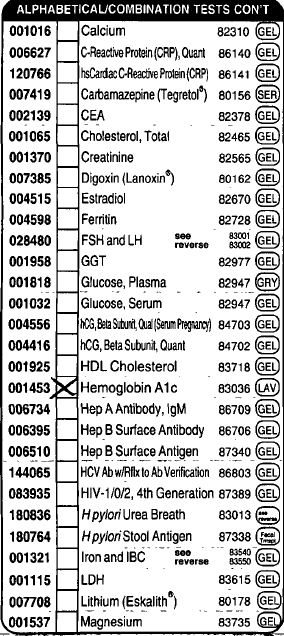 ALPHABETICAL/COMBINATION TESTS CON'T
001016 Calcium 82310 GEL
006627 C-Reactive Protein (CRP), Quant 86140 GEL
120766 hsCardiac C-Reactive Protein (CRP) 86141 GEL
007419 Carbamazepine (Tegretol®) 80156 SER
002139 CEA 82378 GEL
001065 Cholesterol, Total 82465 GEL
001370 Creatinine 82565 GEL
007385 Digoxin (Lanoxin®) 80162 GEL
004515 Estradiol 82670 GEL
004598 Ferritin 82728 GEL
028480 FSH and LH see reverse 83001 83002 GEL
001958 GGT 82977 GEL
001818 Glucose, Plasma 82947 GRY
001032 Glucose, Serum 82947 GEL
004556 hCG, Beta Subunit, Qual (Serum Pregnancy) 84703 GEL
004416 hCG, Beta Subunit, Quant 84702 GEL
001925 HDL Cholesterol 83718 GEL
001453 X Hemoglobin A1c 83036 LAV
006734 Hep A Antibody, IgM 86709 GEL
006395 Hep B Surface Antibody 86706 GEL
006510 Hep B Surface Antigen 87340 GEL
144065 HCV Ab w/Rflx to Ab Verification 86803 GEL
083935 HIV-1/0/2, 4th Generation 87389 GEL
180836 H pylori Urea Breath 83013 see reverse
180764 H pylori Stool Antigen 87338 Fecal
001321 Iron and IBC see reverse 83540 83550 GEL
001115 LDH 83615 GEL
007708 Lithium (Eskalith®) 80178 GEL
001537 Magnesium 83735 GEL